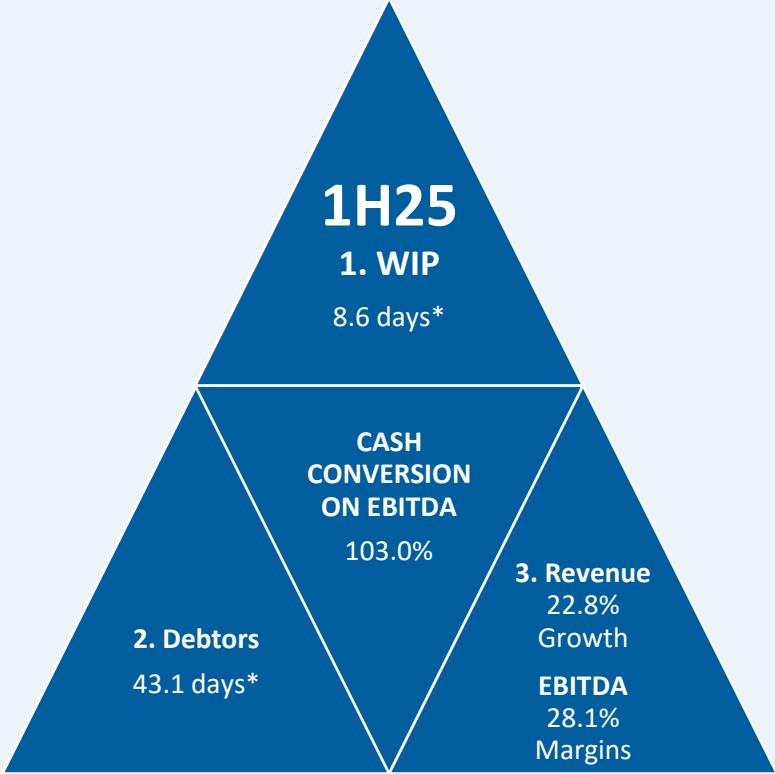 1H25
1. WIP
8.6 days*
CASH
CONVERSION
ON EBITDA
103.0%
2. Debtors
43.1 days*
3. Revenue
22.8%
Growth
EBITDA
28.1%
Margins